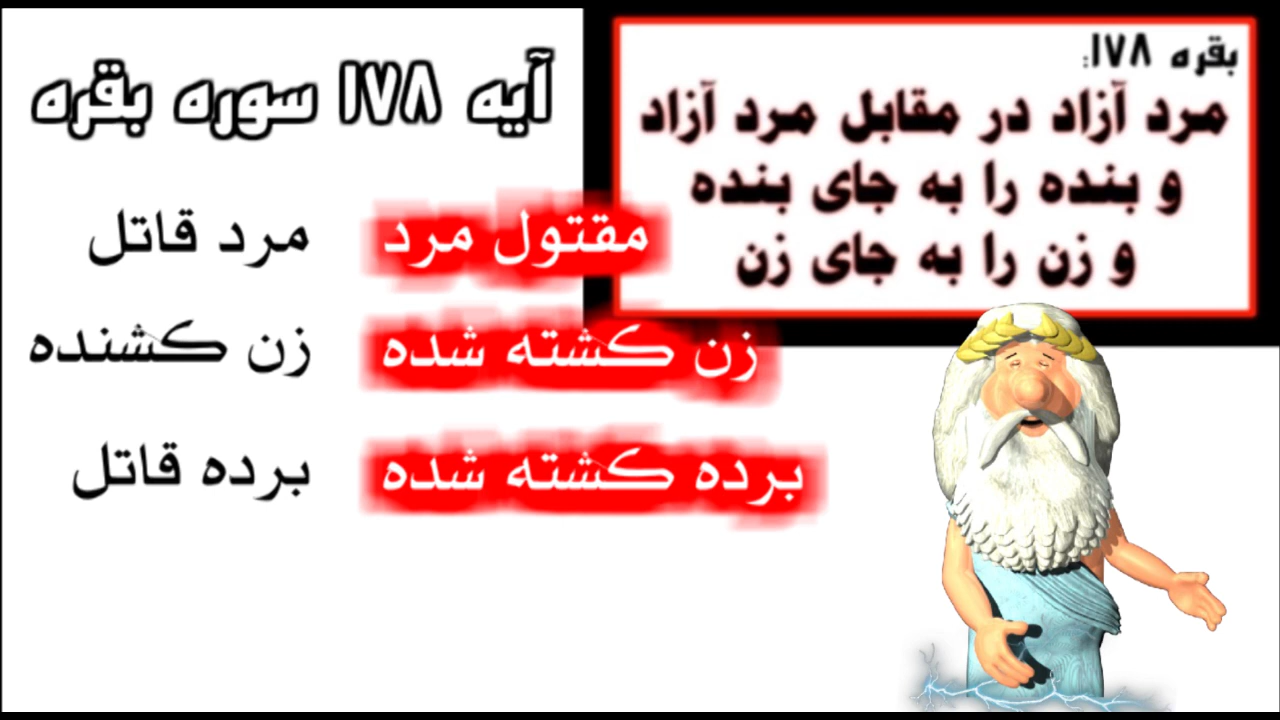 بقره ۱۷۸:
مرد آزاد در مقابل مرد آزاد
و بنده را به جای بنده
و زن را به جای زن
آیه ۱۷۸ سوره بقره
مقتول مرد مرد قاتل
زن کشته شده زن کشنده
برده کشته شده برده قاتل